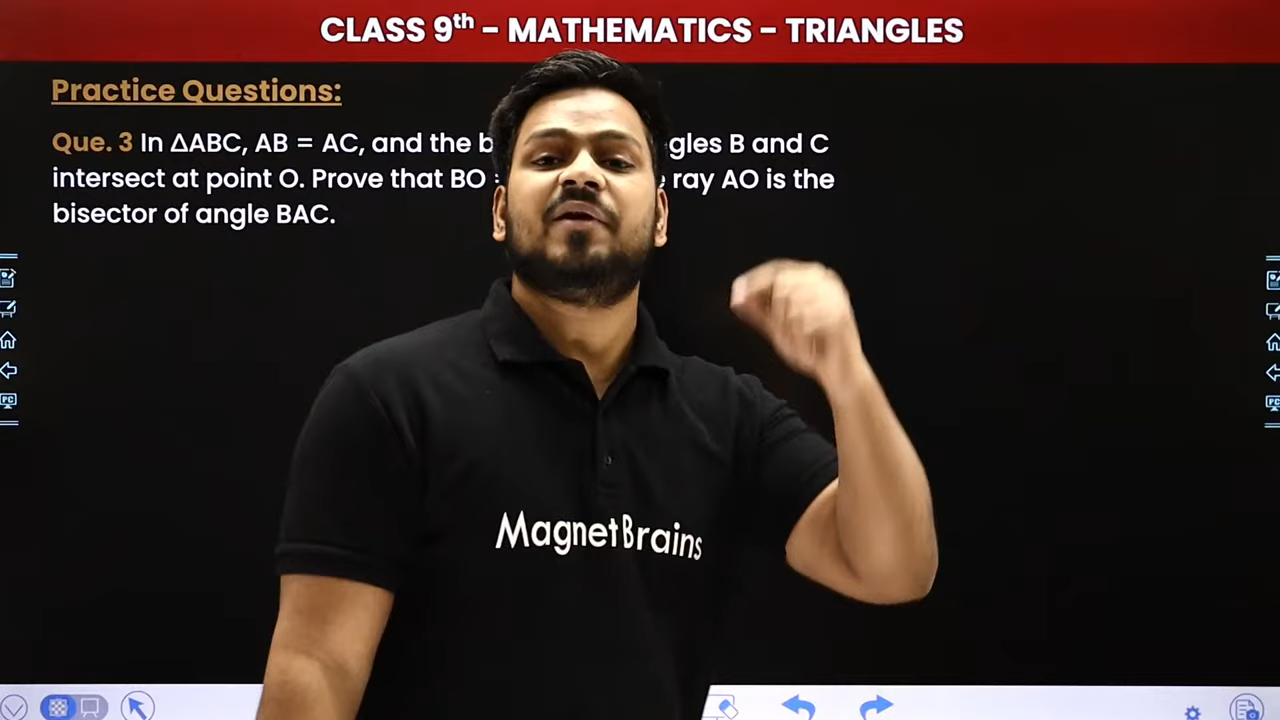 CLASS 9th - MATHEMATICS - TRIANGLES
Practice Questions:
Que. 3 In ΔABC, AB = AC, and the b gles B and C
intersect at point O. Prove that BO ray AO is the
bisector of angle BAC.
MagnetBrains